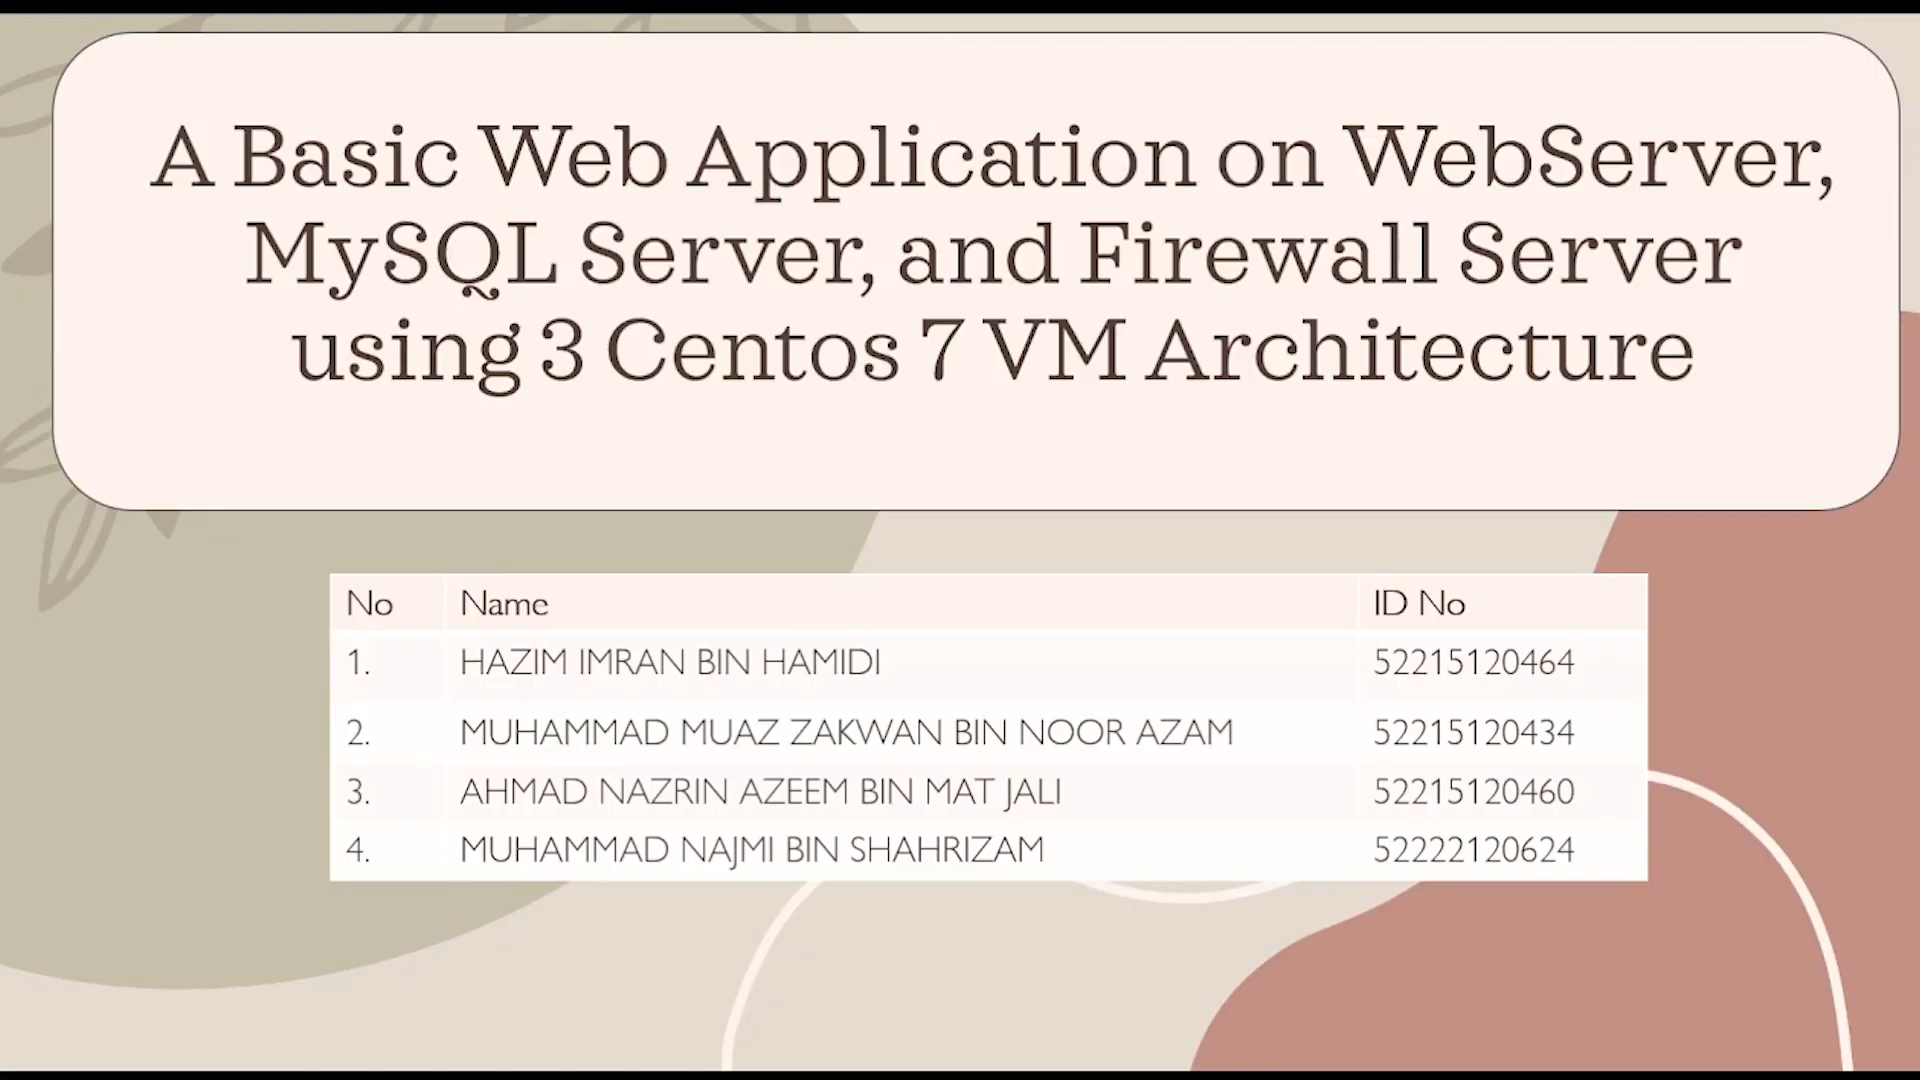 A Basic Web Application on WebServer,
MySQL Server, and Firewall Server
using 3 Centos 7 VM Architecture
No Name ID No
1. HAZIM IMRAN BIN HAMIDI 52215120464
2. MUHAMMAD MUAZ ZAKWAN BIN NOOR AZAM 52215120434
3. AHMAD NAZRIN AZEEM BIN MAT JALI 52215120460
4. MUHAMMAD NAJMI BIN SHAHRIZAM 52222120624